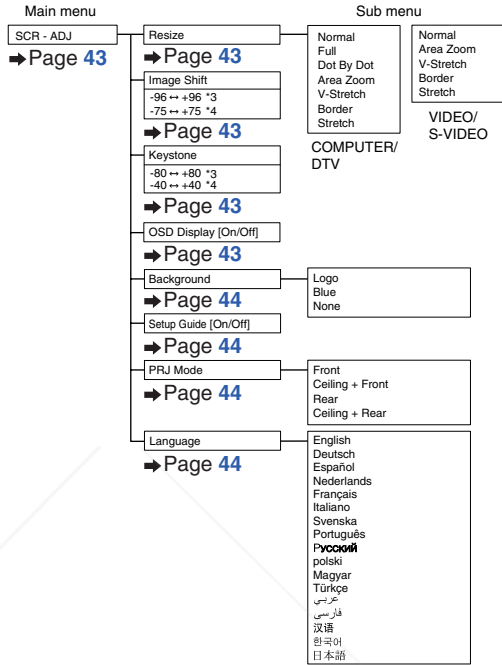 Main menu
Sub menu
SCR - ADJ
➡Page 43
Resize
➡Page 43
Normal
Full
Dot By Dot
Area Zoom
V-Stretch
Border
Stretch
COMPUTER/
DTV
Normal
Area Zoom
V-Stretch
Border
Stretch
VIDEO/
S-VIDEO
Image Shift
-96 ↔ +96 *3
-75 ↔ +75 *4
➡Page 43
Keystone
-80 ↔ +80 *3
-40 ↔ +40 *4
➡Page 43
OSD Display [On/Off]
➡Page 43
Background
➡Page 44
Logo
Blue
None
Setup Guide [On/Off]
➡Page 44
PRJ Mode
➡Page 44
Front
Ceiling + Front
Rear
Ceiling + Rear
Language
➡Page 44
English
Deutsch
Español
Nederlands
Français
Italiano
Svenska
Português
Русский
polski
Magyar
Türkçe
عربي
فارسی
汉语
한국어
日本語